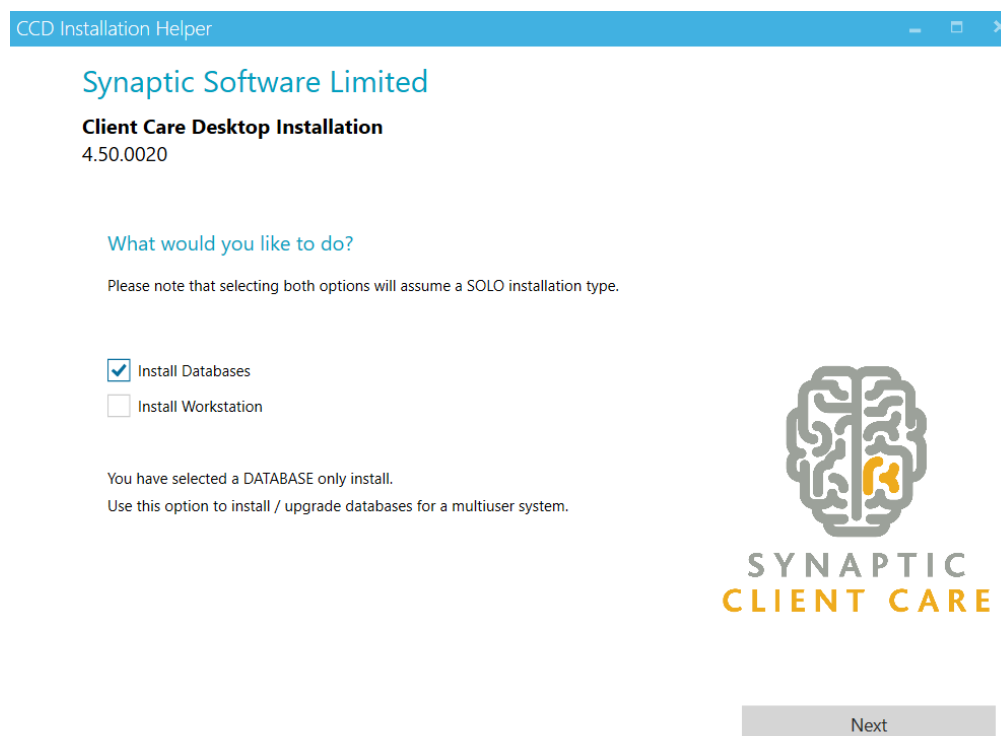 CCD Installation Helper
Synaptic Software Limited
Client Care Desktop Installation
4.50.0020
What would you like to do?
Please note that selecting both options will assume a SOLO installation type.
Install Databases
Install Workstation
You have selected a DATABASE only install.
Use this option to install / upgrade databases for a multiuser system.
SYNAPTIC
CLIENT CARE
Next